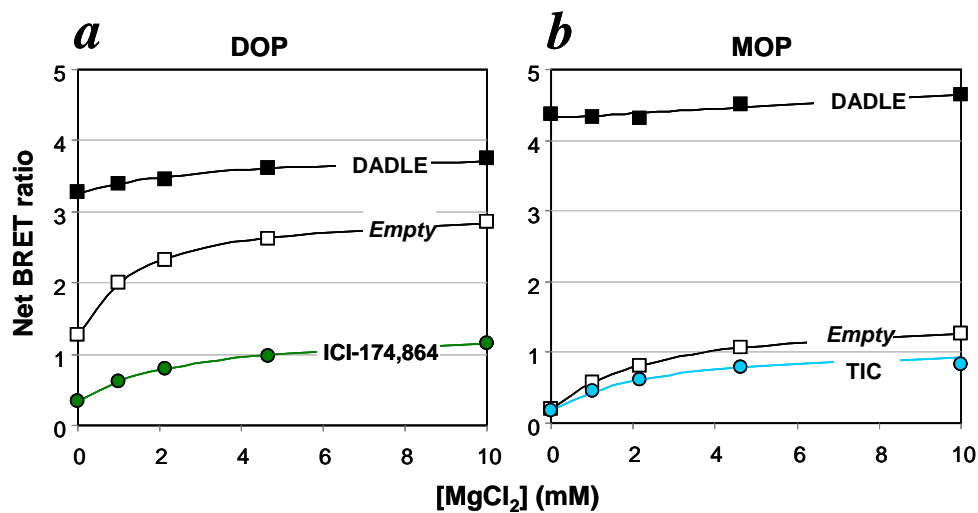 a
DOP
b
MOP
Net BRET ratio
5
4
3
2
1
0
DADLE
Empty
ICI-174,864
0
2
4
6
8
10
5
4
3
2
1
0
DADLE
Empty
TIC
0
2
4
6
8
10
[MgCl₂] (mM)